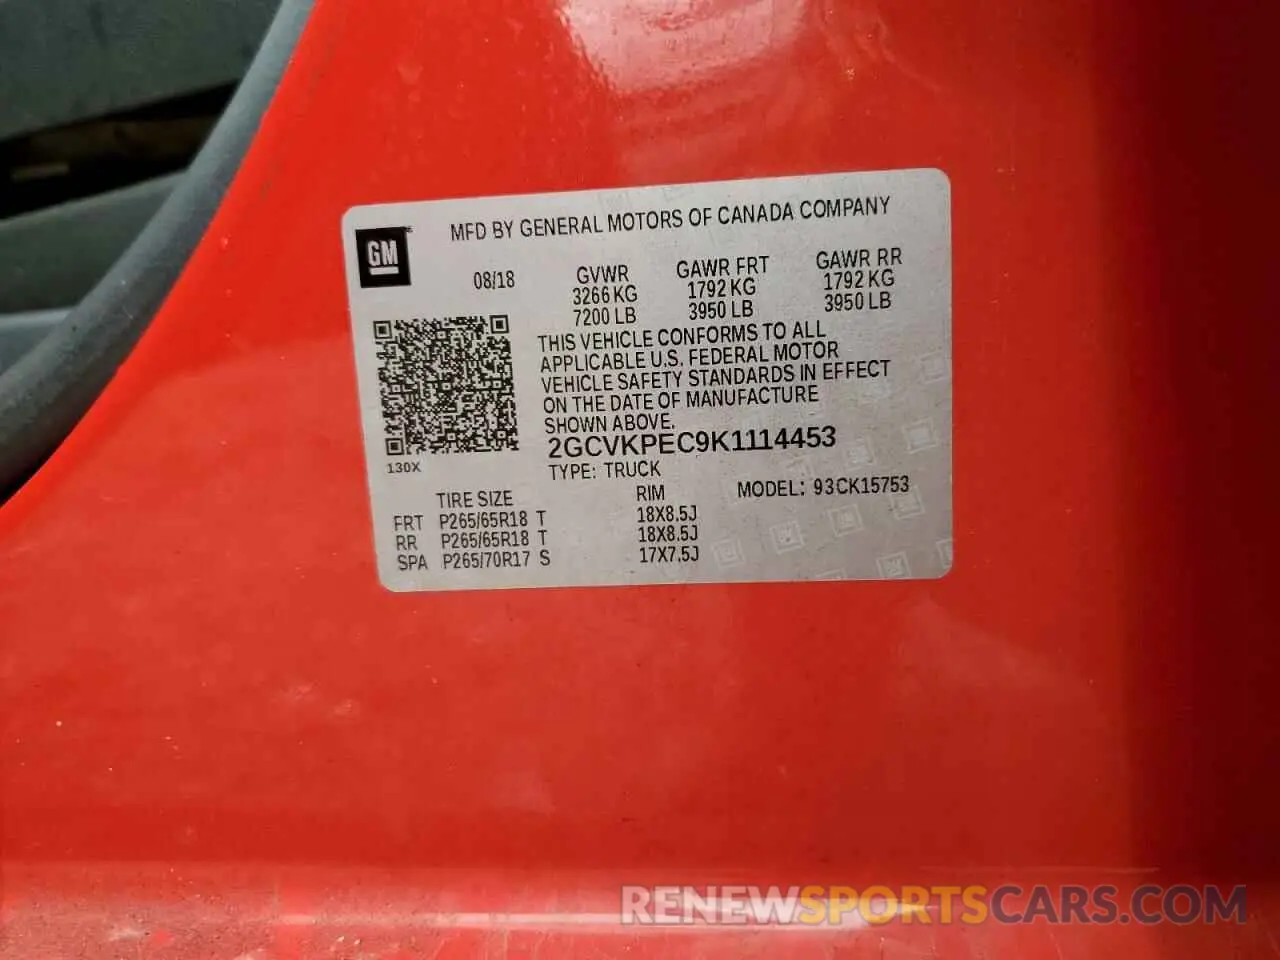 MFD BY GENERAL MOTORS OF CANADA COMPANY
GM
08/18
GVWR
3266 KG
7200 LB
GAWR FRT
1792 KG
3950 LB
GAWR RR
1792 KG
3950 LB
THIS VEHICLE CONFORMS TO ALL
APPLICABLE U.S. FEDERAL MOTOR
VEHICLE SAFETY STANDARDS IN EFFECT
ON THE DATE OF MANUFACTURE
SHOWN ABOVE.
2GCVKPEC9K1114453
130X
TYPE: TRUCK
MODEL: 93CK15753
TIRE SIZE RIM
FRT P265/65R18 T 18X8.5J
RR P265/65R18 T 18X8.5J
SPA P265/70R17 S 17X7.5J
RENEWSPORTSCARS.COM